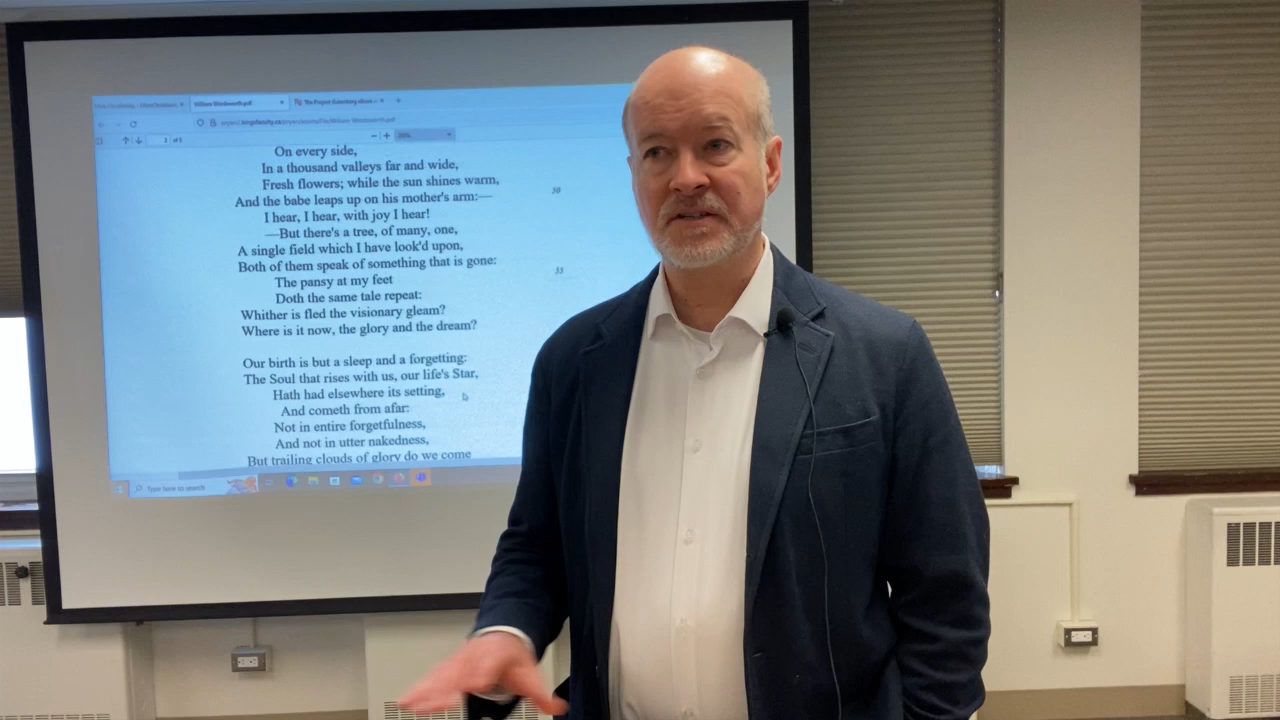 William Wordsworth.pdf
The Project Gutenberg eBook
On every side,
In a thousand valleys far and wide,
Fresh flowers; while the sun shines warm,
50
And the babe leaps up on his mother's arm:—
I hear, I hear, with joy I hear!
—But there's a tree, of many, one,
A single field which I have look'd upon,
Both of them speak of something that is gone:
The pansy at my feet
55
Doth the same tale repeat:
Whither is fled the visionary gleam?
Where is it now, the glory and the dream?
Our birth is but a sleep and a forgetting:
The Soul that rises with us, our life's Star,
Hath had elsewhere its setting,
And cometh from afar:
Not in entire forgetfulness,
And not in utter nakedness,
But trailing clouds of glory do we come
Type here to search